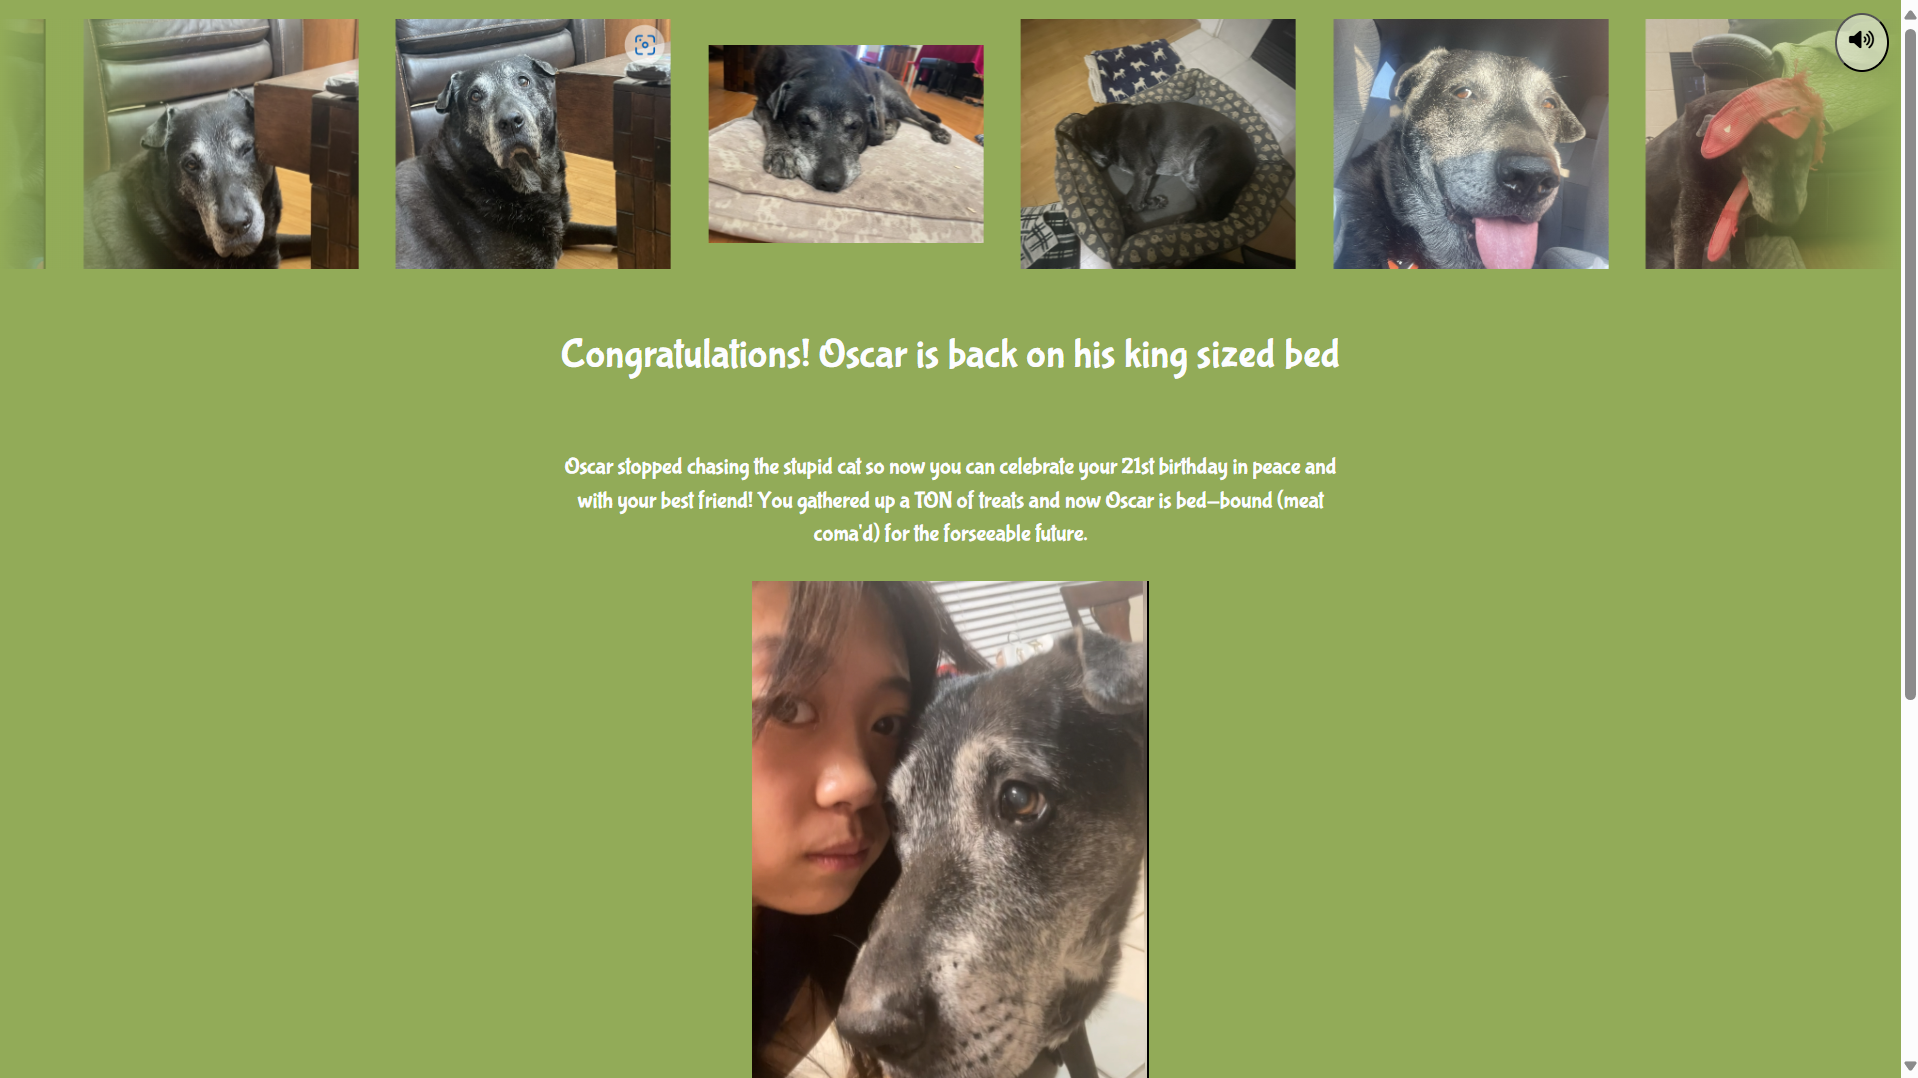 Congratulations! Oscar is back on his king sized bed
Oscar stopped chasing the stupid cat so now you can celebrate your 21st birthday in peace and
with your best friend! You gathered up a TON of treats and now Oscar is bed-bound (meat
coma'd) for the forseeable future.